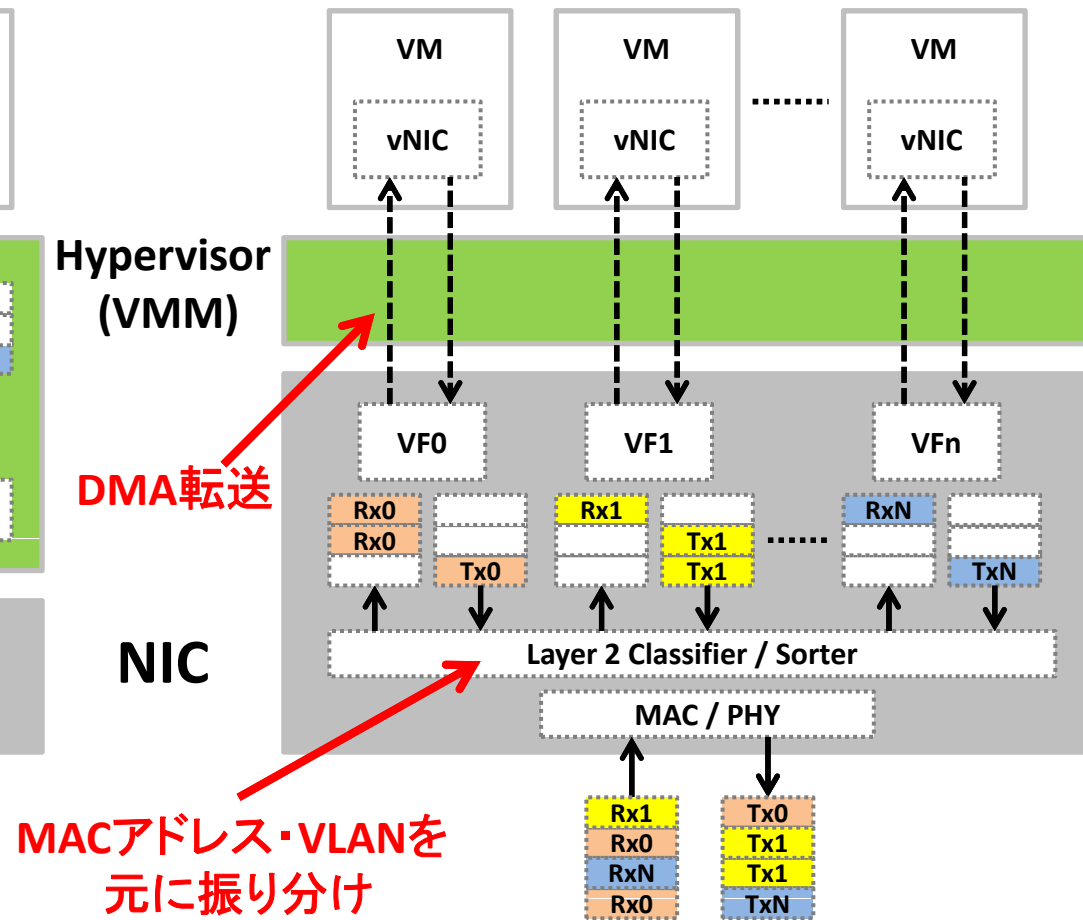 VM
VM
VM
vNIC
vNIC
vNIC
Hypervisor
(VMM)
DMA転送
VF0
VF1
VFn
Rx0
Rx0
Tx0
Rx1
Tx1
Tx1
RxN
TxN
NIC
Layer 2 Classifier / Sorter
MAC / PHY
MACアドレス・VLANを
元に振り分け
Rx1
Rx0
RxN
Rx0
Tx0
Tx1
Tx1
TxN